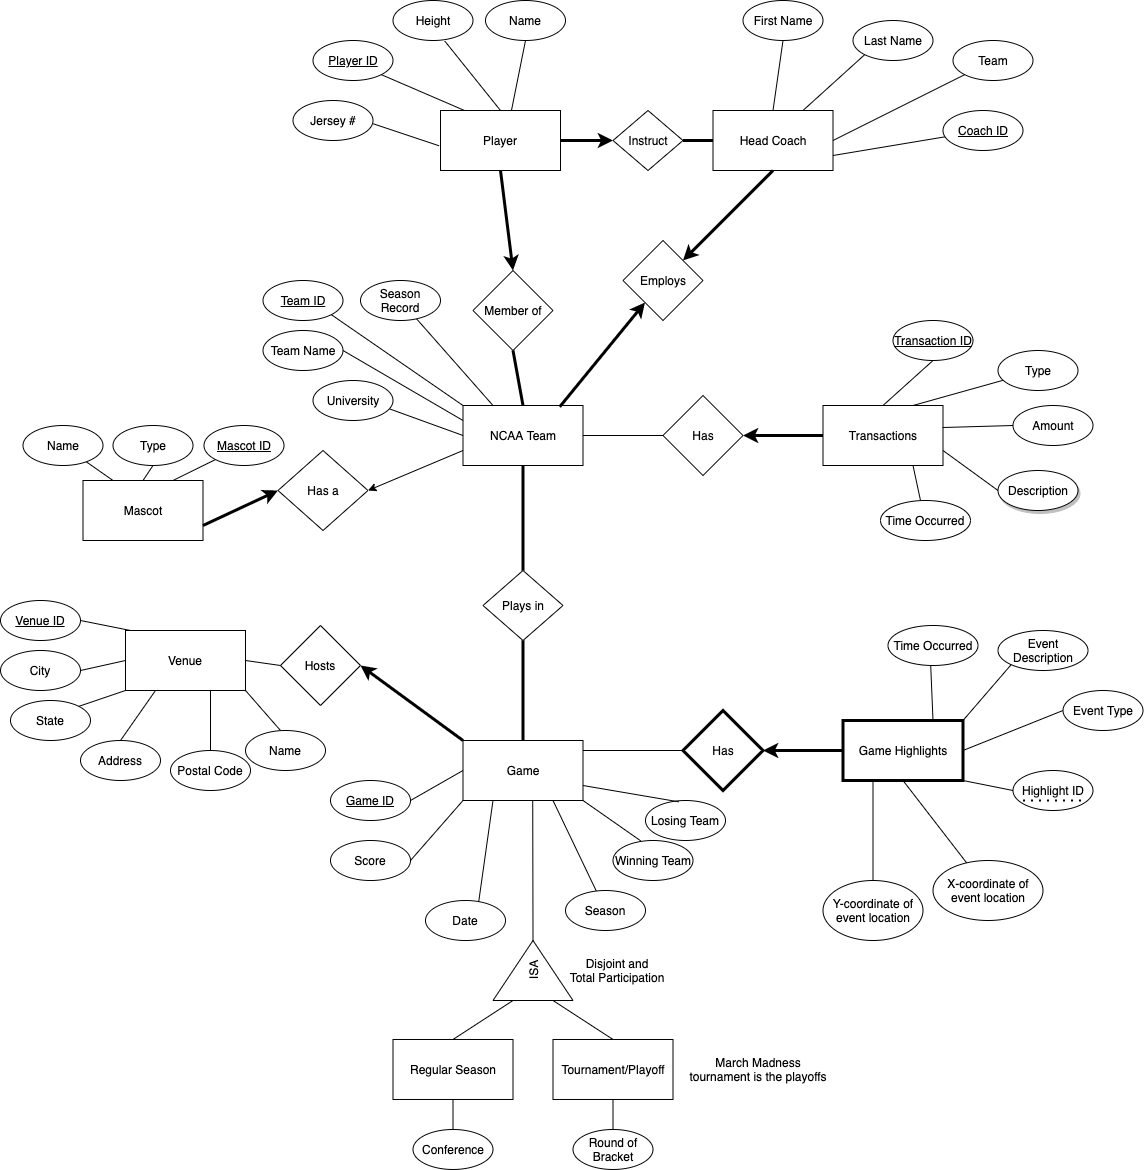 Height
Name
First Name
Last Name
Player ID
Team
Jersey #
Coach ID
Player
Instruct
Head Coach
Employs
Team ID
Season
Record
Member of
Team Name
Transaction ID
University
Type
NCAA Team
Has
Transactions
Amount
Name
Type
Mascot ID
Has a
Description
Mascot
Time Occurred
Plays in
Venue ID
Venue
Hosts
Time Occurred
Event
Description
City
State
Event Type
Address
Postal Code
Name
Game
Has
Game Highlights
Game ID
Highlight ID
Losing Team
Score
Winning Team
Date
Season
Y-coordinate of
event location
X-coordinate of
event location
ISA
Disjoint and
Total Participation
Regular Season
Tournament/Playoff
March Madness
tournament is the playoffs
Conference
Round of
Bracket